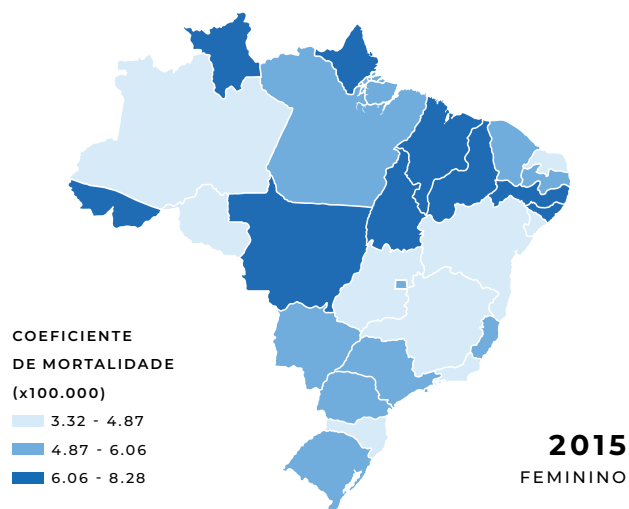 COEFICIENTE
DE MORTALIDADE
(x100.000)
3.32 - 4.87
4.87 - 6.06
6.06 - 8.28
2015
FEMININO